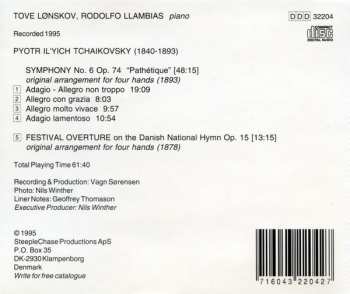 TOVE LØNSKOV, RODOLFO LLAMBIAS piano
DDD 32204
Recorded 1995
COMPACT
disc
DIGITAL AUDIO
PYOTR IL'YICH TCHAIKOVSKY (1840-1893)
SYMPHONY No. 6 Op. 74 "Pathétique" [48:15]
original arrangement for four hands (1893)
1 Adagio - Allegro non troppo 19:09
2 Allegro con grazia 8:03
3 Allegro molto vivace 9:57
4 Adagio lamentoso 10:54
5 FESTIVAL OVERTURE on the Danish National Hymn Op. 15 [13:15]
original arrangement for four hands (1878)
Total Playing Time 61:40
Recording & Production: Vagn Sørensen
Photo: Nils Winther
Liner Notes: Geoffrey Thomason
Executive Producer: Nils Winther
℗©1995
SteepleChase Productions ApS
P.O. Box 35
DK-2930 Klampenborg
Denmark
Write for free catalogue
716043 220427